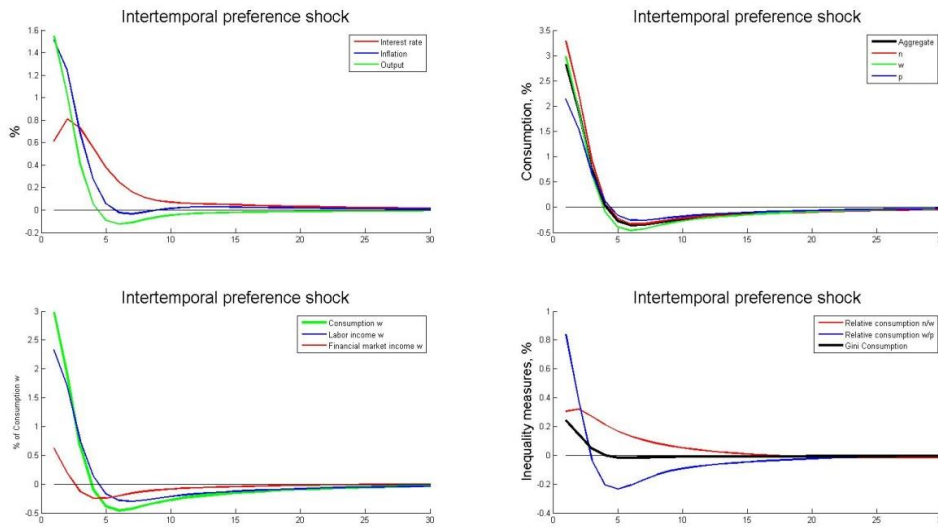 Intertemporal preference shock
1.6
1.4
1.2
1
0.8
0.6
0.4
0.2
0
-0.2
%
Interest rate
Inflation
Output
0 5 10 15 20 25 30
Intertemporal preference shock
3.5
3
2.5
2
1.5
1
0.5
0
-0.5
Consumption, %
Aggregate
n
w
p
0 5 10 15 20 25 30
Intertemporal preference shock
3
2.5
2
1.5
1
0.5
0
-0.5
% of Consumption w
Consumption w
Labor income w
Financial market income w
0 5 10 15 20 25 30
Intertemporal preference shock
1
0.8
0.6
0.4
0.2
0
-0.2
-0.4
Inequality measures, %
Relative consumption n/w
Relative consumption w/p
Gini Consumption
0 5 10 15 20 25 30